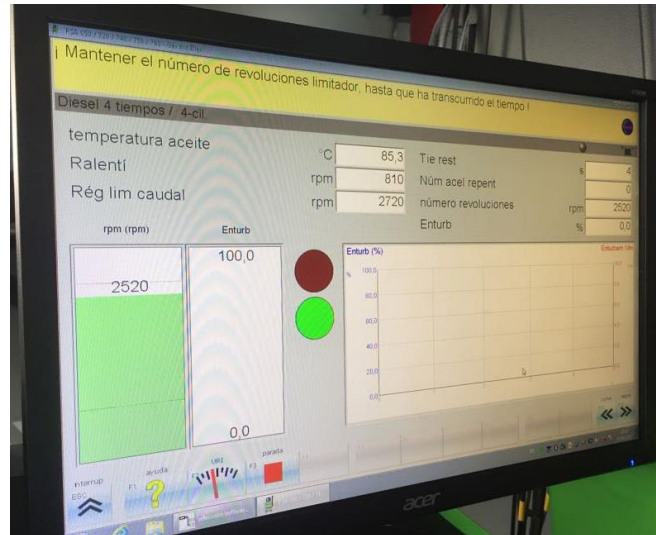 ¡ Mantener el número de revoluciones limitador, hasta que ha transcurrido el tiempo !
Diesel 4 tiempos / 4-cil.
temperatura aceite °C 85,3
Ralentí rpm 810
Rég lim caudal rpm 2720
Tie rest s 4
Núm acel repent 0
número revoluciones rpm 2520
Enturb % 0,0
rpm (rpm) Enturb
2520
100,0
0,0
Enturb (%)
%
100,0
80,0
60,0
40,0
20,0
0,0
interrup
ESC
F1 ayuda
F3 parada
acer